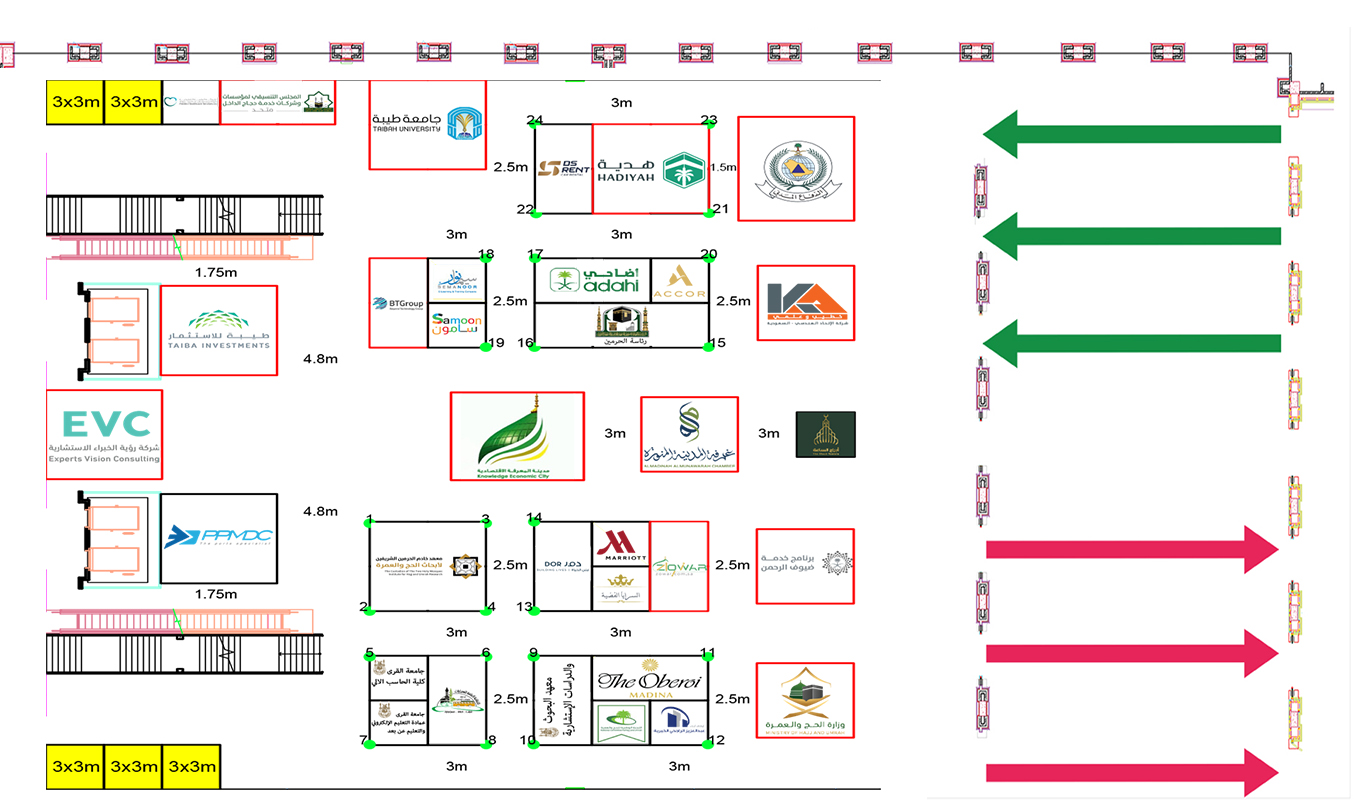 3x3m
3x3m
المجلس التنسيقي لمؤسسات
وشركات خدمة حجاج الداخل
جامعة طيبة
TAIBAH UNIVERSITY
3m
24
23
2.5m
DS
RENT
هدية
HADIYAH
1.5m
22
21
3m
3m
1.75m
18
17
20
BTGroup
DEMANOOR
Samoon
سامون
2.5m
أضاحي
adahi
ACCOR
رئاسة الحرمين
2.5m
KA
19
16
15
طيبة للاستثمار
TAIBA INVESTMENTS
4.8m
EVC
شركة رؤية الخبراء الاستشارية
Experts Vision Consulting
مدينة المعرفة الاقتصادية
Knowledge Economic City
3m
غرفة المدينة المنورة
AL MADINAH AL MUNAWARAH CHAMBER
3m
PPMDC
4.8m
1.75m
1
3
14
معهد خادم الحرمين الشريفين
لأبحاث الحج والعمرة
2.5m
DOR
MARRIOTT
ZOWAR
2.5m
برنامج خدمة
ضيوف الرحمن
2
4
13
3m
3m
5
6
9
11
جامعة أم القرى
كلية الحاسب الآلي
جامعة أم القرى
عمادة التعليم الإلكتروني
والتعليم عن بعد
2.5m
معهد البحوث
والدراسات الإستشارية
The Oberoi
MADINA
2.5m
وزارة الحج والعمرة
MINISTRY OF HAJJ AND UMRAH
7
8
10
12
3m
3m
3x3m
3x3m
3x3m